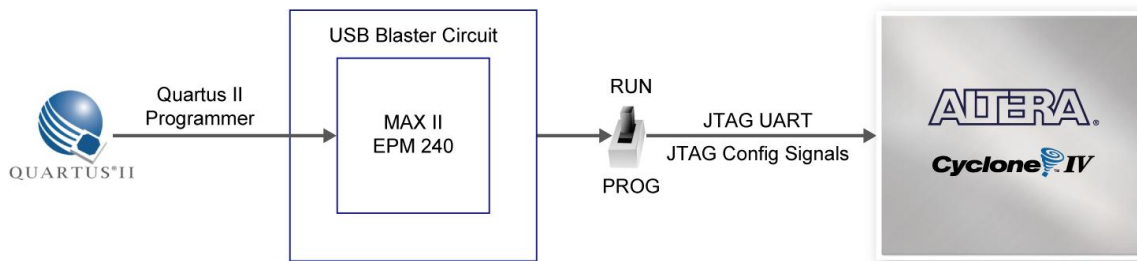 QUARTUS®II
Quartus II
Programmer
USB Blaster Circuit
MAX II
EPM 240
RUN
PROG
JTAG UART
JTAG Config Signals
ALTERA®
Cyclone™ IV